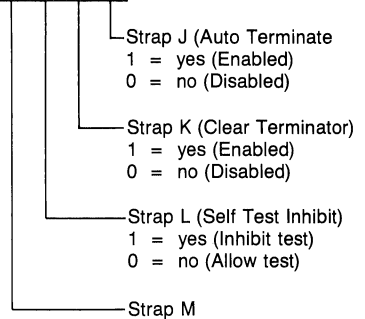 Strap J (Auto Terminate
1 = yes (Enabled)
0 = no (Disabled)
Strap K (Clear Terminator)
1 = yes (Enabled)
0 = no (Disabled)
Strap L (Self Test Inhibit)
1 = yes (Inhibit test)
0 = no (Allow test)
Strap M